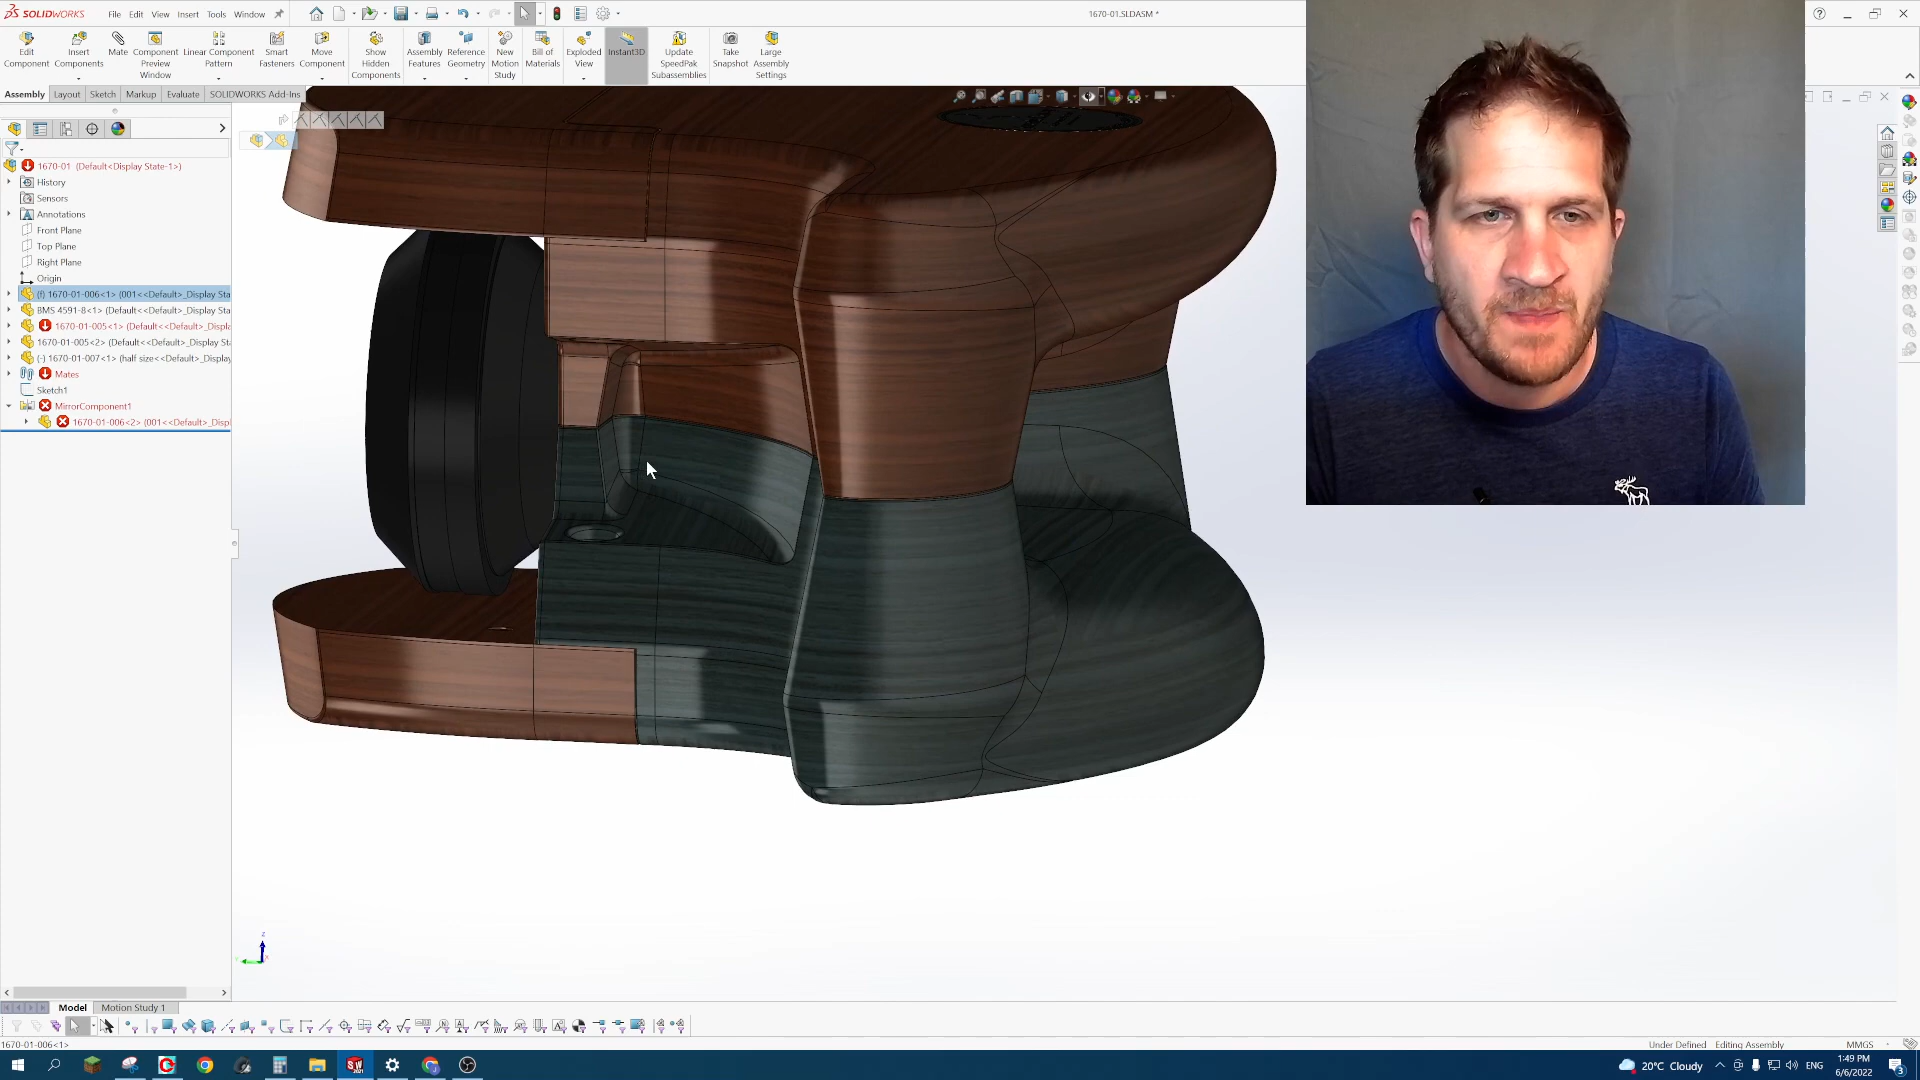 SOLIDWORKS
File Edit View Insert Tools Window
1670-01.SLDASM *
Edit Component
Insert Components
Mate
Component Preview Window
Linear Component Pattern
Smart Fasteners
Move Component
Show Hidden Components
Assembly Features
Reference Geometry
New Motion Study
Bill of Materials
Exploded View
Instant3D
Update SpeedPak Subassemblies
Take Snapshot
Large Assembly Settings
Assembly Layout Sketch Markup Evaluate SOLIDWORKS Add-Ins
1670-01 (Default<Display State-1>)
History
Sensors
Annotations
Front Plane
Top Plane
Right Plane
Origin
(f) 1670-01-006<1> (001<<Default>_Display Sta
BMS 4591-8<1> (Default<<Default>_Display Sta
1670-01-005<1> (Default<<Default>_Displ
1670-01-005<2> (Default<<Default>_Displa
(-) 1670-01-007<1> (half size<<Default>_Display
Mates
Sketch1
MirrorComponent1
1670-01-006<2> (001<<Default>_Disp
Model Motion Study 1
1670-01-006<1>
Under Defined Editing Assembly MMGS
20°C Cloudy ENG
1:49 PM
6/6/2022